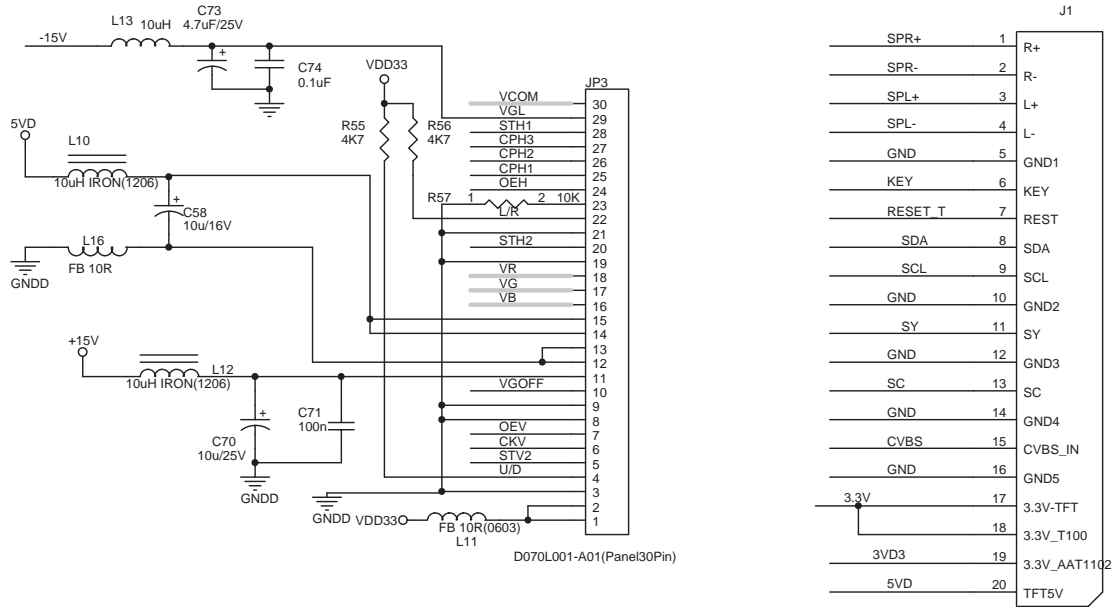 C73
4.7uF/25V
L13 10uH
-15V
+
C74
0.1uF
VDD33
5VD
L10
10uH IRON(1206)
+
C58
10u/16V
L16
FB 10R
GNDD
+15V
L12
10uH IRON(1206)
+
C70
10u/25V
C71
100n
GNDD
R55
4K7
R56
4K7
R57 1 2 10K
GNDD
VDD33
FB 10R(0603)
L11
JP3
VCOM 30
VGL 29
STH1 28
CPH3 27
CPH2 26
CPH1 25
OEH 24
23
L/R 22
21
STH2 20
19
VR 18
VG 17
VB 16
15
14
13
12
11
VGOFF 10
9
8
OEV 7
CKV 6
STV2 5
U/D 4
3
2
1
D070L001-A01(Panel30Pin)
J1
SPR+ 1 R+
SPR- 2 R-
SPL+ 3 L+
SPL- 4 L-
GND 5 GND1
KEY 6 KEY
RESET_T 7 REST
SDA 8 SDA
SCL 9 SCL
GND 10 GND2
SY 11 SY
GND 12 GND3
SC 13 SC
GND 14 GND4
CVBS 15 CVBS_IN
GND 16 GND5
3.3V 17 3.3V-TFT
18 3.3V_T100
3VD3 19 3.3V_AAT1102
5VD 20 TFT5V